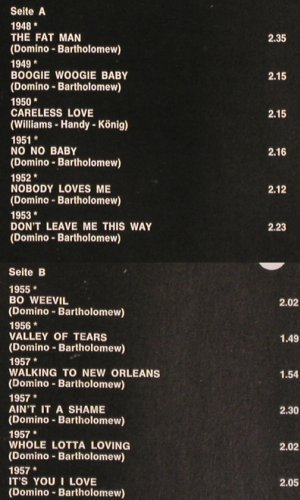 Seite A
1948 *
THE FAT MAN 2.35
(Domino - Bartholomew)
1949 *
BOOGIE WOOGIE BABY 2.15
(Domino - Bartholomew)
1950 *
CARELESS LOVE 2.15
(Williams - Handy - König)
1951 *
NO NO BABY 2.16
(Domino - Bartholomew)
1952 *
NOBODY LOVES ME 2.12
(Domino - Bartholomew)
1953 *
DON'T LEAVE ME THIS WAY 2.23
(Domino - Bartholomew)
Seite B
1955 *
BO WEEVIL 2.02
(Domino - Bartholomew)
1956 *
VALLEY OF TEARS 1.49
(Domino - Bartholomew)
1957 *
WALKING TO NEW ORLEANS 1.54
(Domino - Bartholomew)
1957 *
AIN'T IT A SHAME 2.30
(Domino - Bartholomew)
1957 *
WHOLE LOTTA LOVING 2.02
(Domino - Bartholomew)
1957 *
IT'S YOU I LOVE 2.05
(Domino - Bartholomew)